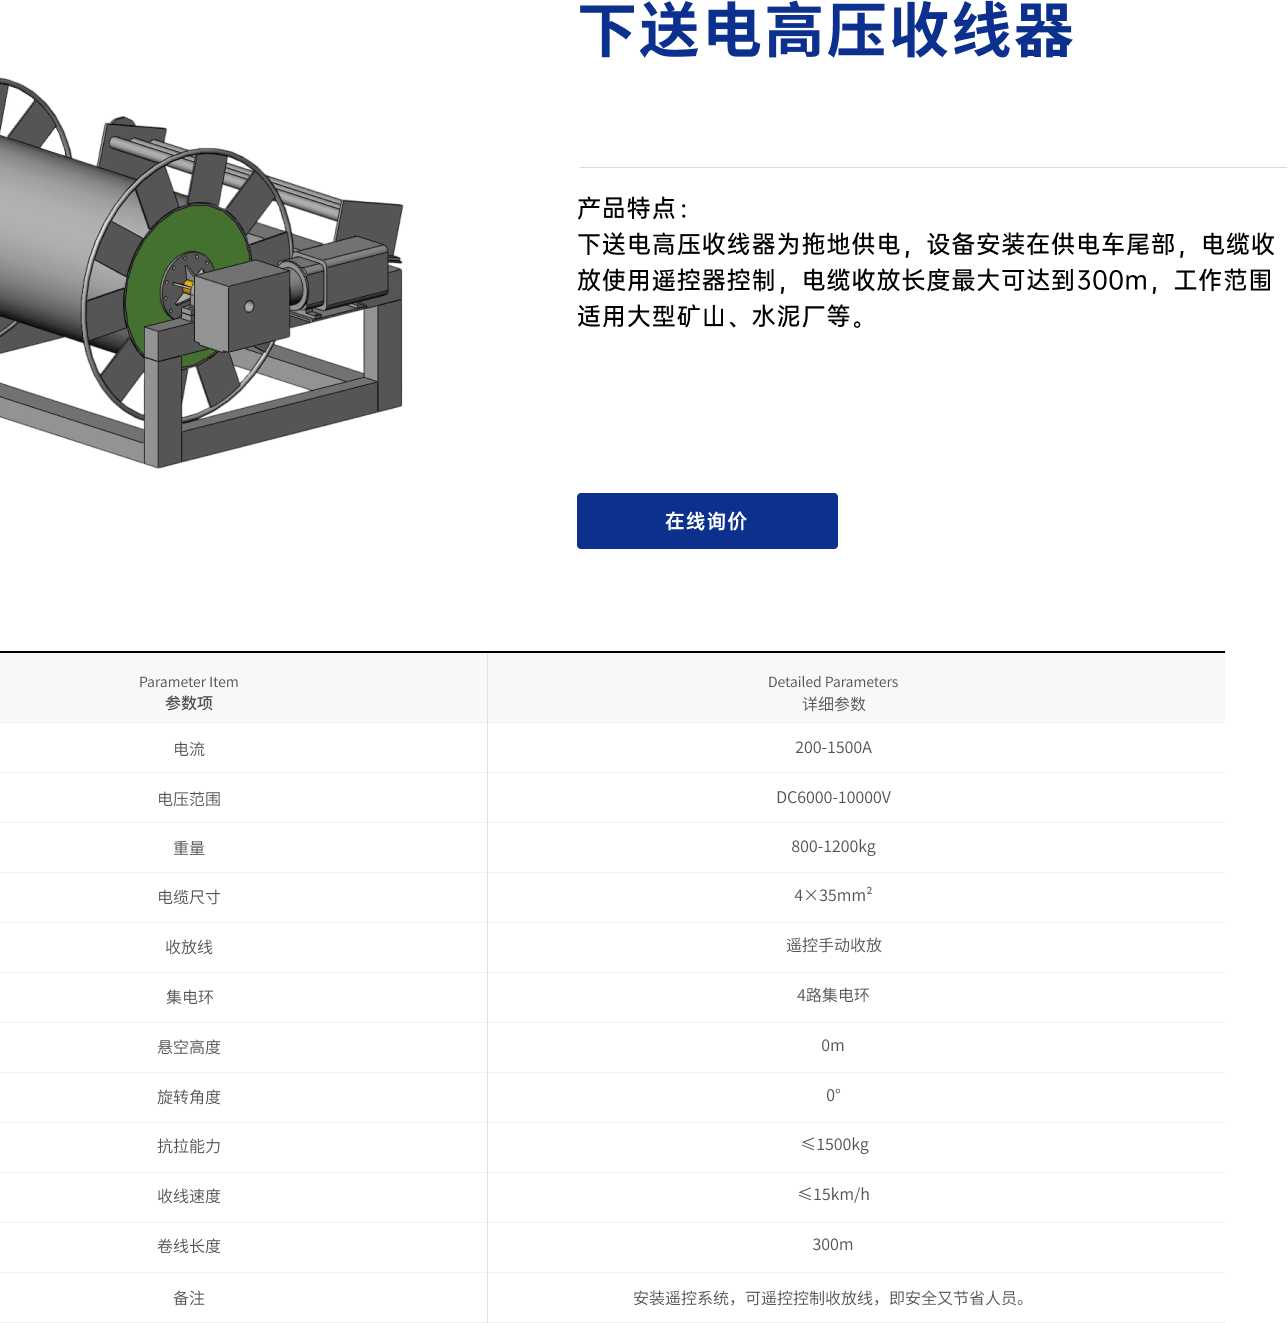 下送电高压收线器
产品特点：
下送电高压收线器为拖地供电，设备安装在供电车尾部，电缆收
放使用遥控器控制，电缆收放长度最大可达到300m，工作范围
适用大型矿山、水泥厂等。
在线询价
Parameter Item
参数项
Detailed Parameters
详细参数
电流
200-1500A
电压范围
DC6000-10000V
重量
800-1200kg
电缆尺寸
4×35mm²
收放线
遥控手动收放
集电环
4路集电环
悬空高度
0m
旋转角度
0°
抗拉能力
≤1500kg
收线速度
≤15km/h
卷线长度
300m
备注
安装遥控系统，可遥控控制收放线，即安全又节省人员。